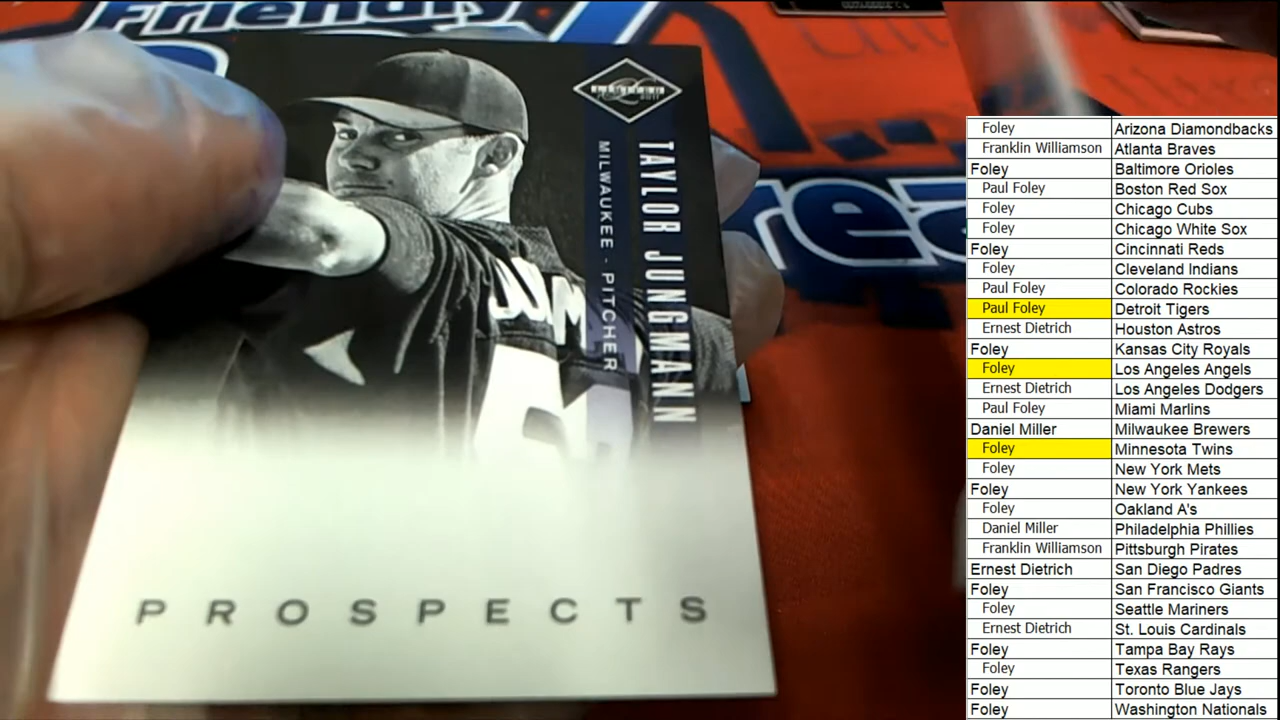 Friendly
rea
LIMITED
2011
TAYLOR JUNGMANN
MILWAUKEE - PITCHER
PROSPECTS
Foley Arizona Diamondbacks
Franklin Williamson Atlanta Braves
Foley Baltimore Orioles
Paul Foley Boston Red Sox
Foley Chicago Cubs
Foley Chicago White Sox
Foley Cincinnati Reds
Foley Cleveland Indians
Paul Foley Colorado Rockies
Paul Foley Detroit Tigers
Ernest Dietrich Houston Astros
Foley Kansas City Royals
Foley Los Angeles Angels
Ernest Dietrich Los Angeles Dodgers
Paul Foley Miami Marlins
Daniel Miller Milwaukee Brewers
Foley Minnesota Twins
Foley New York Mets
Foley New York Yankees
Foley Oakland A's
Daniel Miller Philadelphia Phillies
Franklin Williamson Pittsburgh Pirates
Ernest Dietrich San Diego Padres
Foley San Francisco Giants
Foley Seattle Mariners
Ernest Dietrich St. Louis Cardinals
Foley Tampa Bay Rays
Foley Texas Rangers
Foley Toronto Blue Jays
Foley Washington Nationals